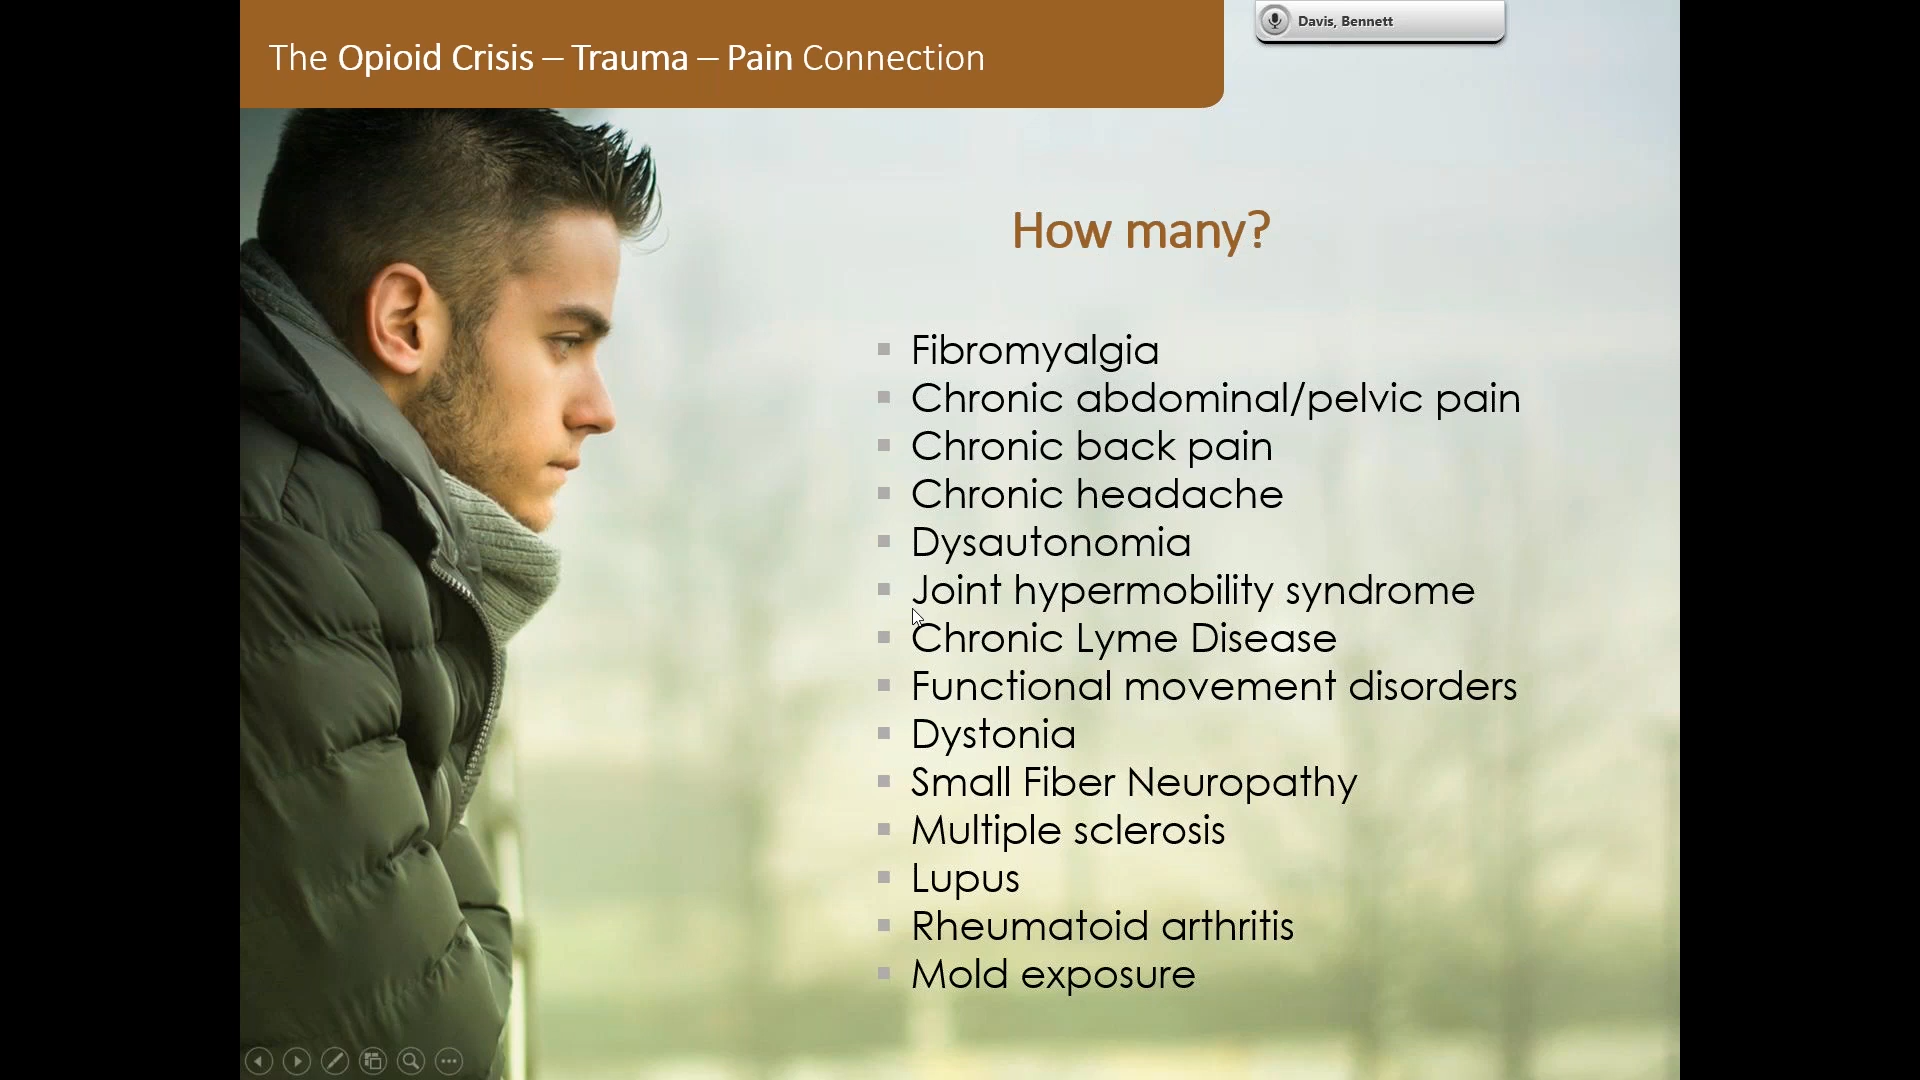 The Opioid Crisis – Trauma – Pain Connection
Davis, Bennett
How many?
Fibromyalgia
Chronic abdominal/pelvic pain
Chronic back pain
Chronic headache
Dysautonomia
Joint hypermobility syndrome
Chronic Lyme Disease
Functional movement disorders
Dystonia
Small Fiber Neuropathy
Multiple sclerosis
Lupus
Rheumatoid arthritis
Mold exposure